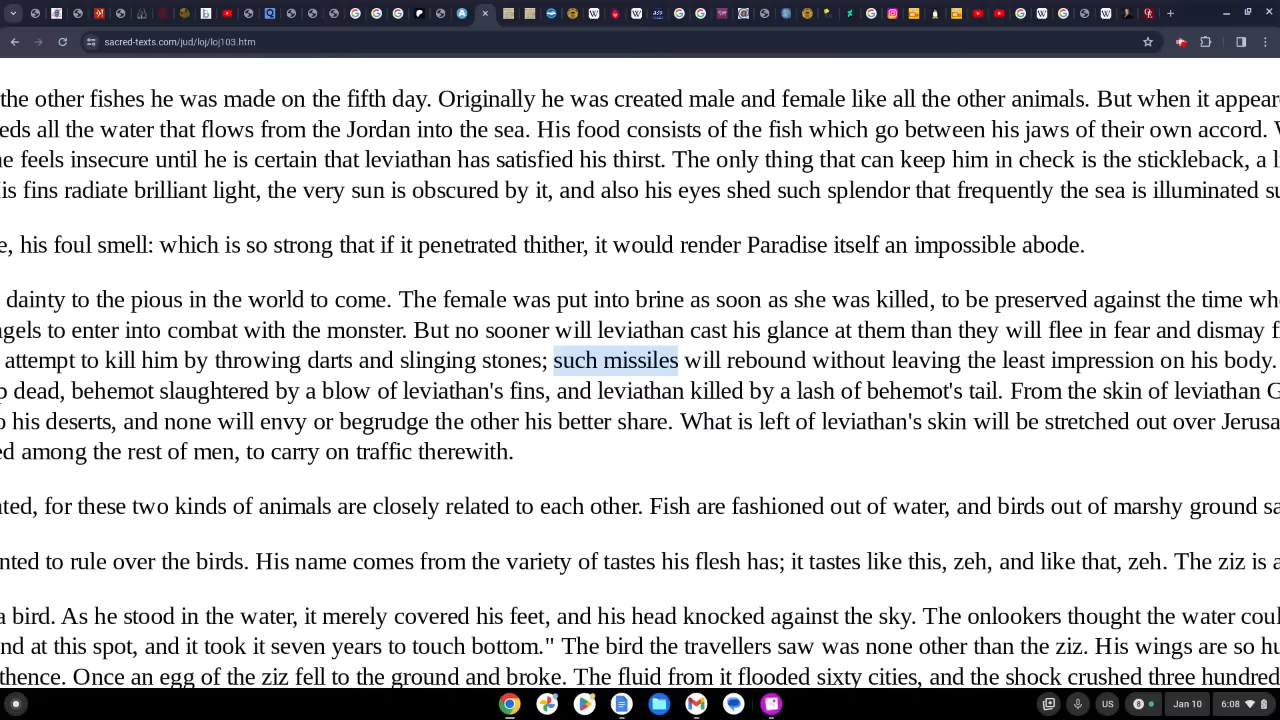 sacred-texts.com/jud/loj/loj103.htm
the other fishes he was made on the fifth day. Originally he was created male and female like all the other animals. But when it appear
eds all the water that flows from the Jordan into the sea. His food consists of the fish which go between his jaws of their own accord. W
e feels insecure until he is certain that leviathan has satisfied his thirst. The only thing that can keep him in check is the stickleback, a li
is fins radiate brilliant light, the very sun is obscured by it, and also his eyes shed such splendor that frequently the sea is illuminated su
e, his foul smell: which is so strong that if it penetrated thither, it would render Paradise itself an impossible abode.
dainty to the pious in the world to come. The female was put into brine as soon as she was killed, to be preserved against the time whe
ngels to enter into combat with the monster. But no sooner will leviathan cast his glance at them than they will flee in fear and dismay f
attempt to kill him by throwing darts and slinging stones; such missiles will rebound without leaving the least impression on his body.
p dead, behemot slaughtered by a blow of leviathan's fins, and leviathan killed by a lash of behemot's tail. From the skin of leviathan G
o his deserts, and none will envy or begrudge the other his better share. What is left of leviathan's skin will be stretched out over Jerusa
ed among the rest of men, to carry on traffic therewith.
ated, for these two kinds of animals are closely related to each other. Fish are fashioned out of water, and birds out of marshy ground sa
nted to rule over the birds. His name comes from the variety of tastes his flesh has; it tastes like this, zeh, and like that, zeh. The ziz is a
a bird. As he stood in the water, it merely covered his feet, and his head knocked against the sky. The onlookers thought the water coul
nd at this spot, and it took it seven years to touch bottom." The bird the travellers saw was none other than the ziz. His wings are so hu
thence. Once an egg of the ziz fell to the ground and broke. The fluid from it flooded sixty cities, and the shock crushed three hundred
US 8 Jan 10 6:08